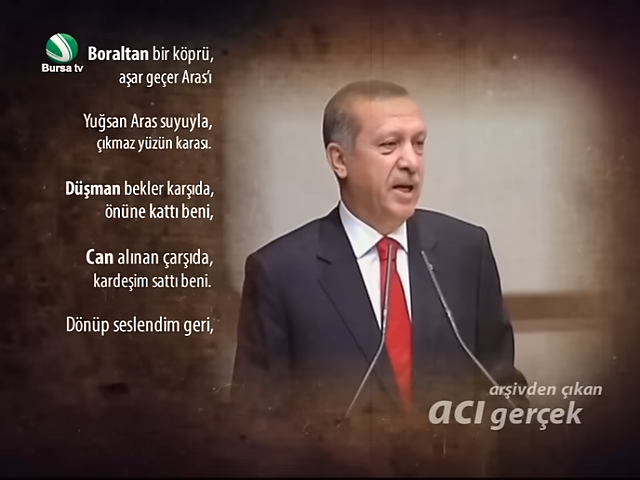 Bursa tv
Boraltan bir köprü,
aşar geçer Aras'ı
Yuğsan Aras suyuyla,
çıkmaz yüzün karası.
Düşman bekler karşıda,
önüne kattı beni,
Can alınan çarşıda,
kardeşim sattı beni.
Dönüp seslendim geri,
arşivden çıkan
acı gerçek